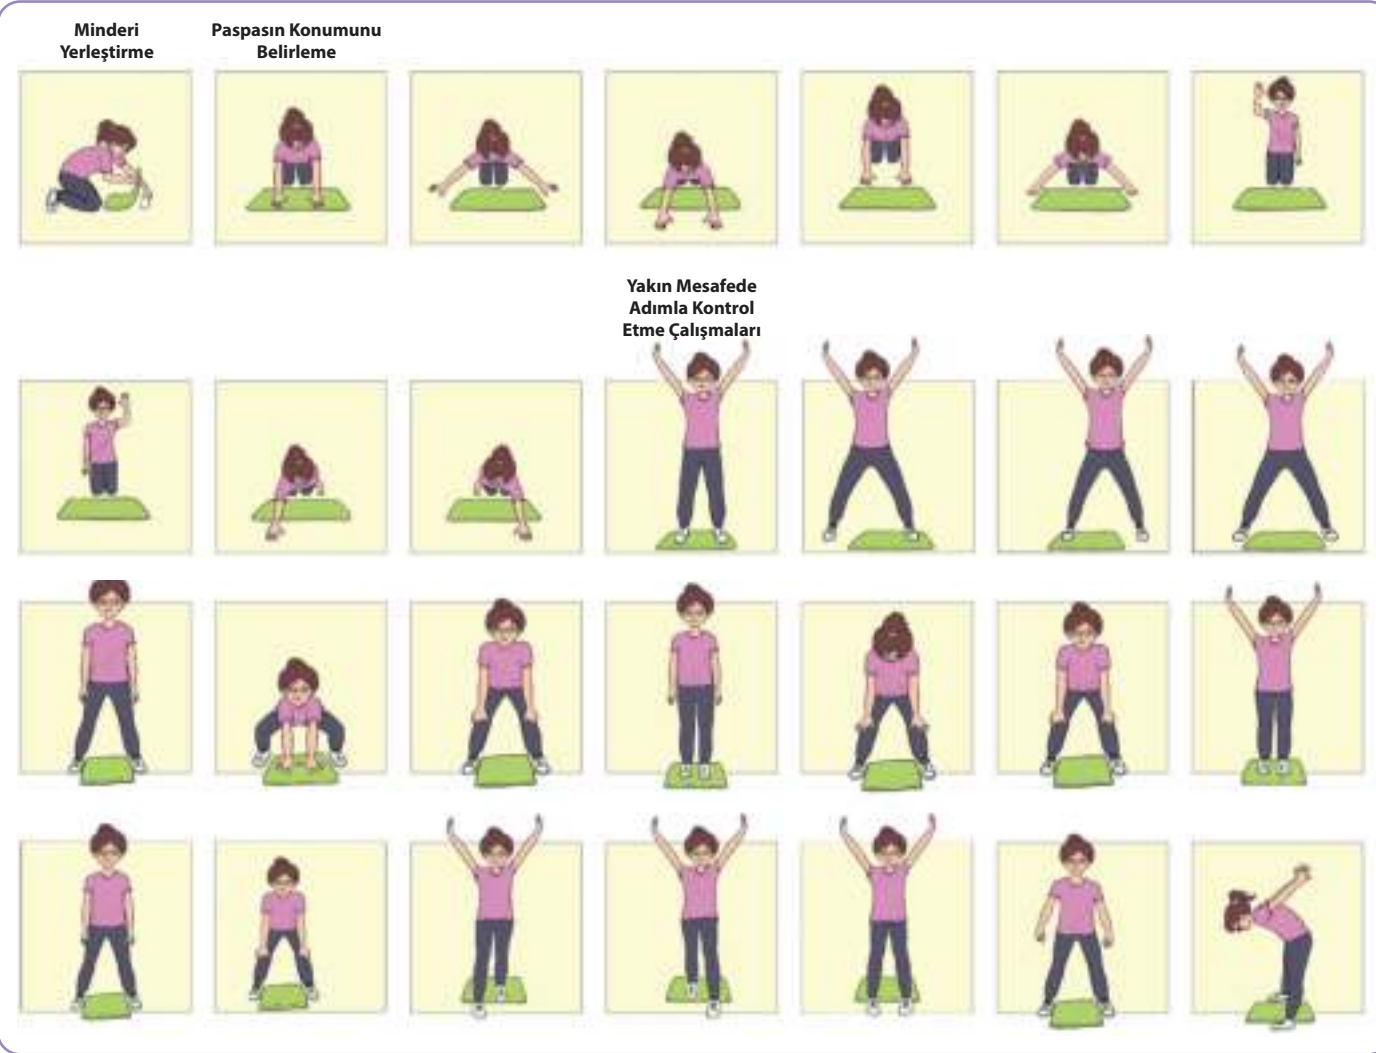 Minderi
Yerleştirme
Paspasın Konumunu
Belirleme
Yakın Mesafede
Adımla Kontrol
Etme Çalışmaları